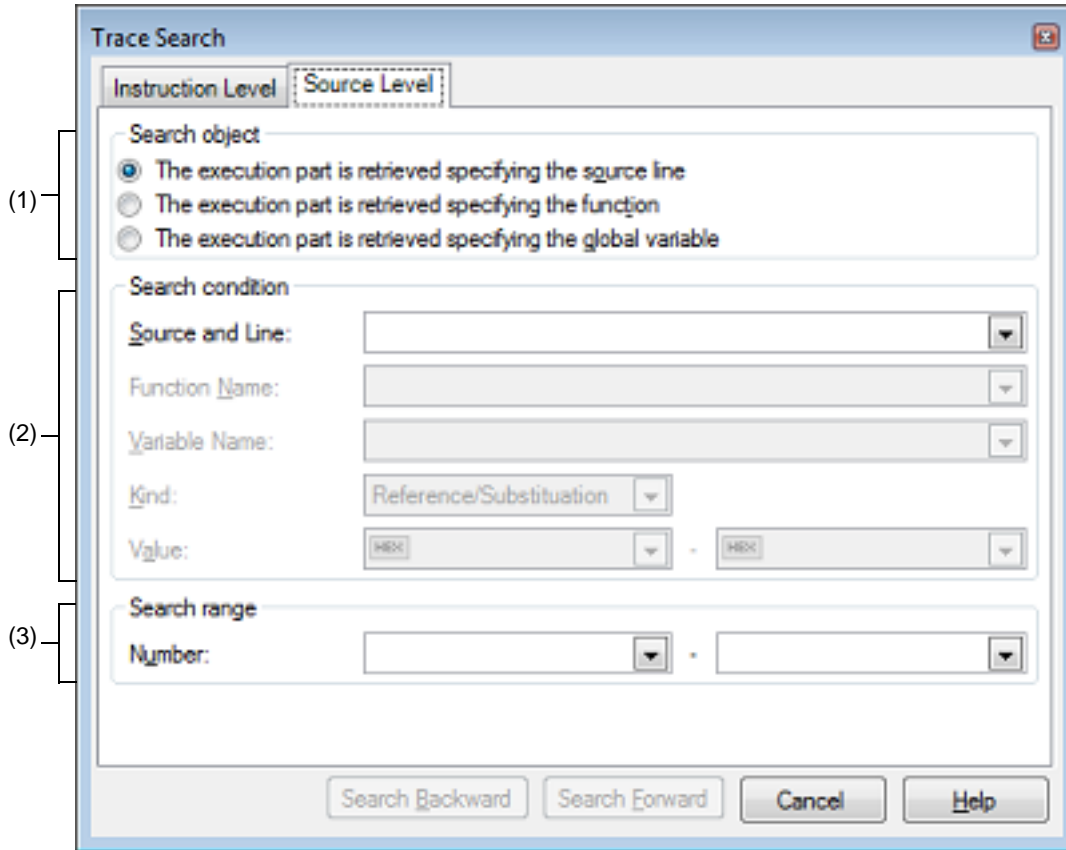 Trace Search
Instruction Level Source Level
(1)
Search object
The execution part is retrieved specifying the source line
The execution part is retrieved specifying the function
The execution part is retrieved specifying the global variable
(2)
Search condition
Source and Line:
Function Name:
Variable Name:
Kind: Reference/Substituation
Value: HEX - HEX
(3)
Search range
Number: -
Search Backward Search Forward Cancel Help